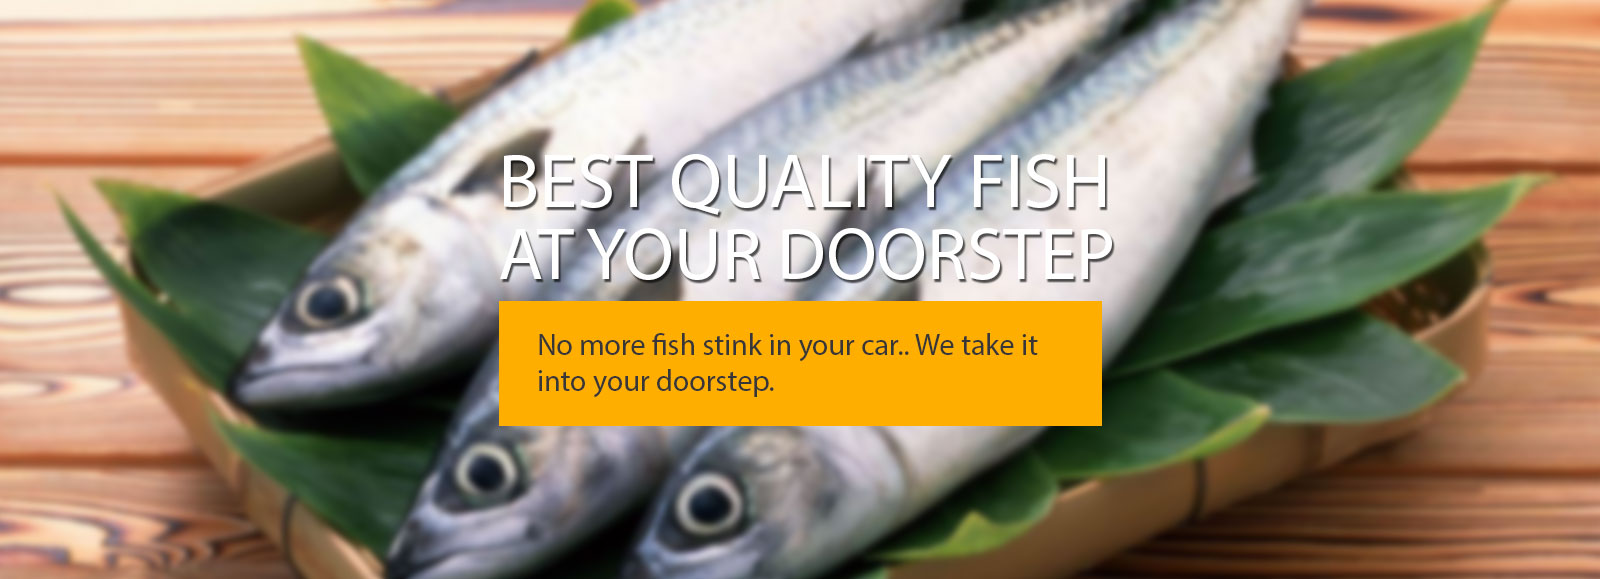 BEST QUALITY FISH
AT YOUR DOORSTEP
No more fish stink in your car.. We take it
into your doorstep.